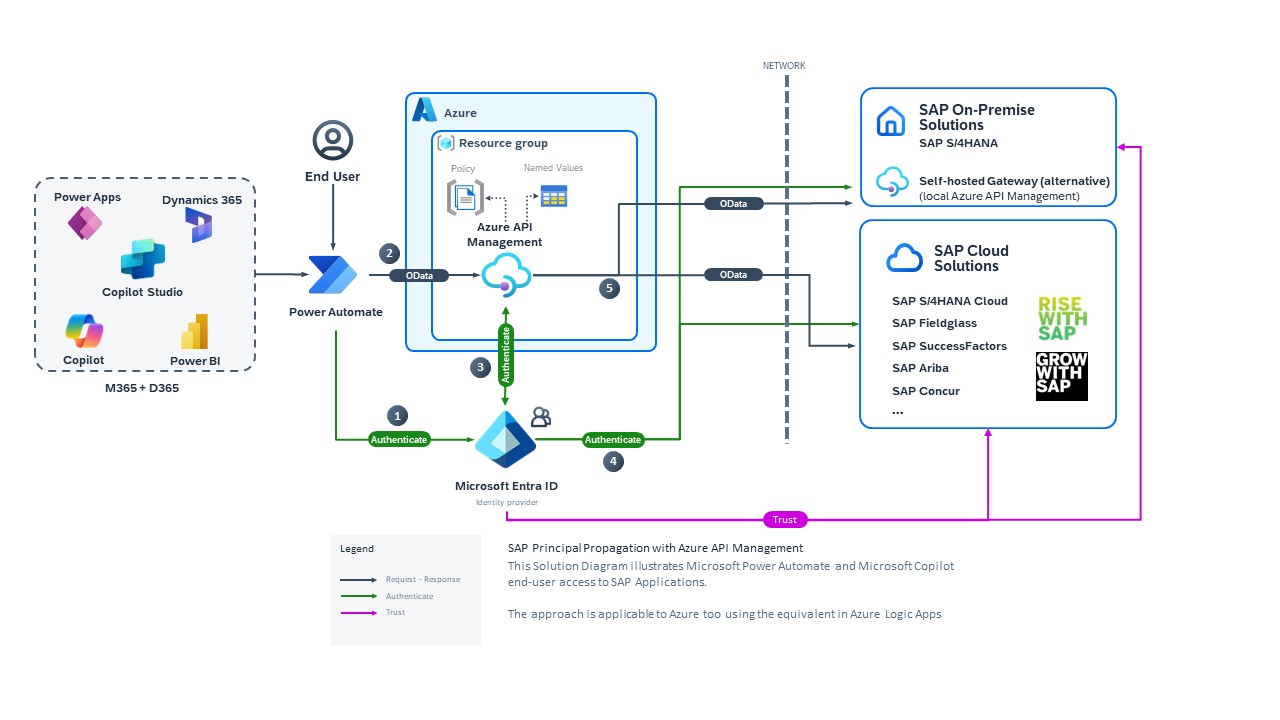 NETWORK
Azure
Resource group
Policy
Named Values
Azure API
Management
End User
Power Apps
Dynamics 365
Copilot Studio
Copilot
Power BI
M365 + D365
Power Automate
2
OData
5
OData
OData
SAP On-Premise
Solutions
SAP S/4HANA
Self-hosted Gateway (alternative)
(local Azure API Management)
SAP Cloud
Solutions
SAP S/4HANA Cloud
SAP Fieldglass
SAP SuccessFactors
SAP Ariba
SAP Concur
...
RISE
WITH
SAP
GROW
WITH
SAP
3
Authenticate
1
Authenticate
Authenticate
4
Microsoft Entra ID
Identity provider
Trust
Legend
Request - Response
Authenticate
Trust
SAP Principal Propagation with Azure API Management
This Solution Diagram illustrates Microsoft Power Automate and Microsoft Copilot
end-user access to SAP Applications.
The approach is applicable to Azure too using the equivalent in Azure Logic Apps